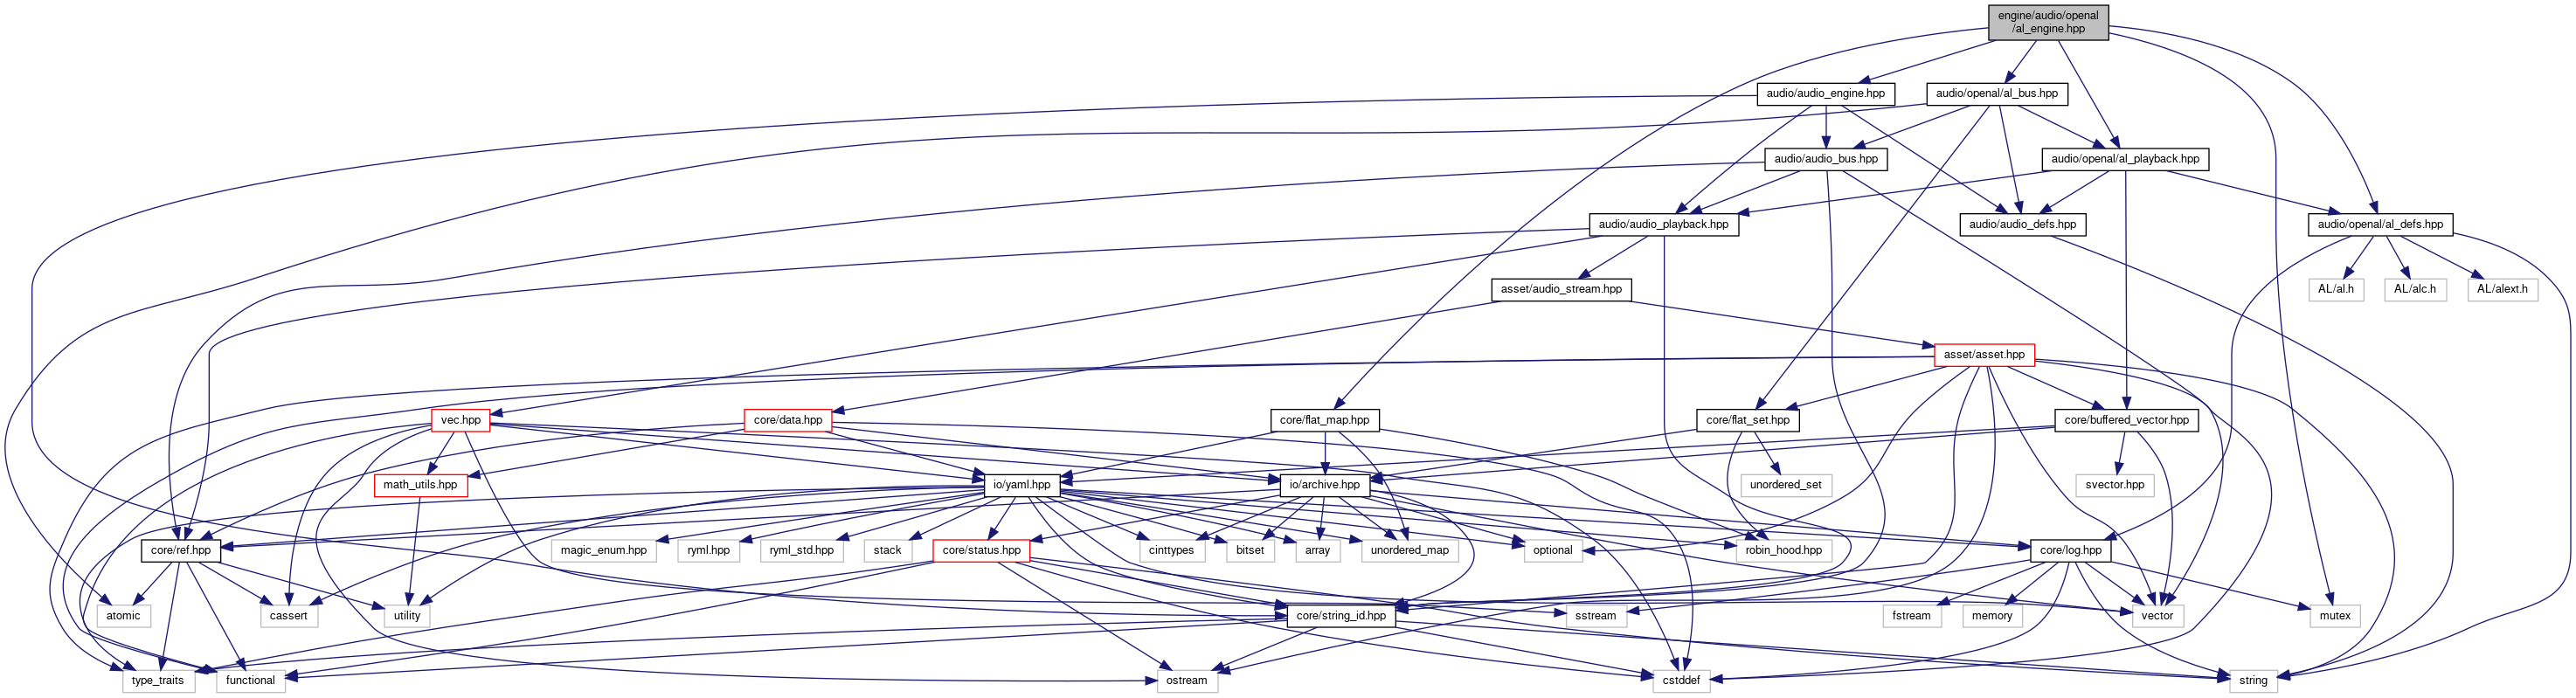 engine/audio/openal
/al_engine.hpp
audio/audio_engine.hpp
audio/openal/al_bus.hpp
audio/audio_bus.hpp
audio/openal/al_playback.hpp
audio/audio_playback.hpp
audio/audio_defs.hpp
audio/openal/al_defs.hpp
asset/audio_stream.hpp
AL/al.h
AL/alc.h
AL/alext.h
asset/asset.hpp
vec.hpp
core/data.hpp
core/flat_map.hpp
core/flat_set.hpp
core/buffered_vector.hpp
math_utils.hpp
io/yaml.hpp
io/archive.hpp
unordered_set
svector.hpp
core/ref.hpp
magic_enum.hpp
ryml.hpp
ryml_std.hpp
stack
core/status.hpp
cinttypes
bitset
array
unordered_map
optional
robin_hood.hpp
core/log.hpp
atomic
cassert
utility
core/string_id.hpp
sstream
fstream
memory
vector
mutex
type_traits
functional
ostream
cstddef
string